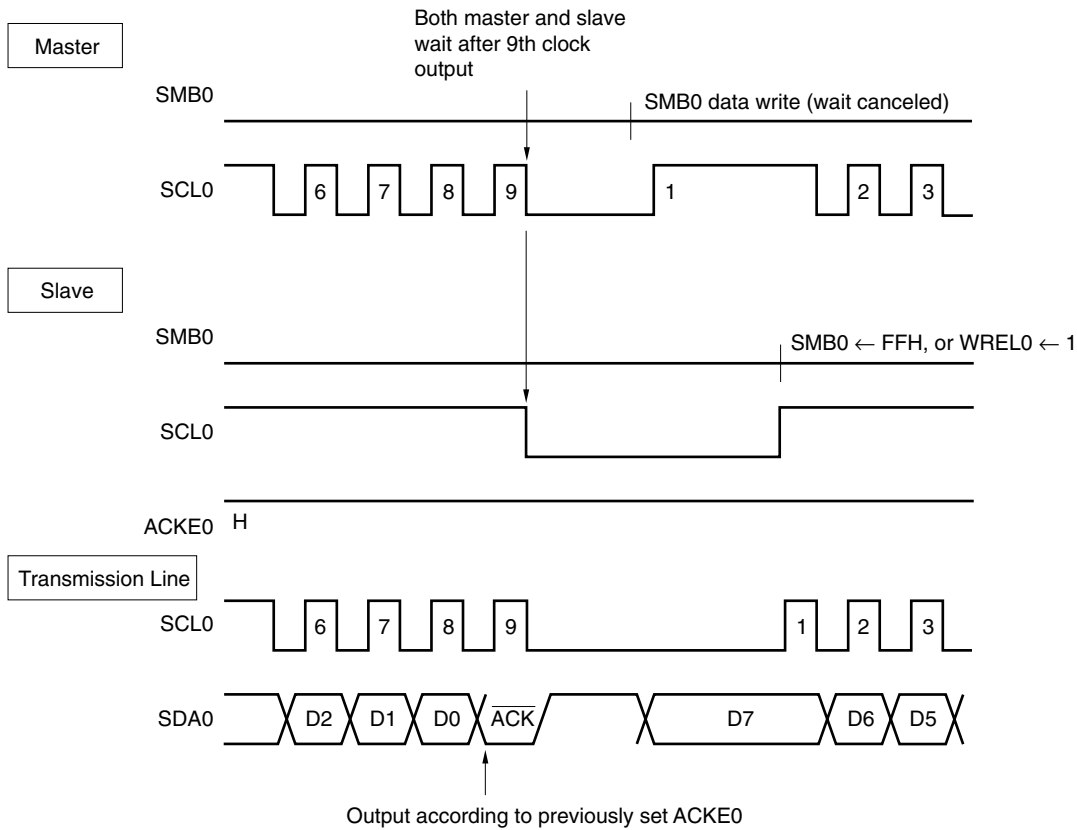 Both master and slave
wait after 9th clock
output
Master
SMB0
SMB0 data write (wait canceled)
SCL0
6 7 8 9 1 2 3
Slave
SMB0
SMB0 ← FFH, or WREL0 ← 1
SCL0
ACKE0 H
Transmission Line
SCL0
6 7 8 9 1 2 3
SDA0
D2 D1 D0 A̅C̅K̅ D7 D6 D5
Output according to previously set ACKE0